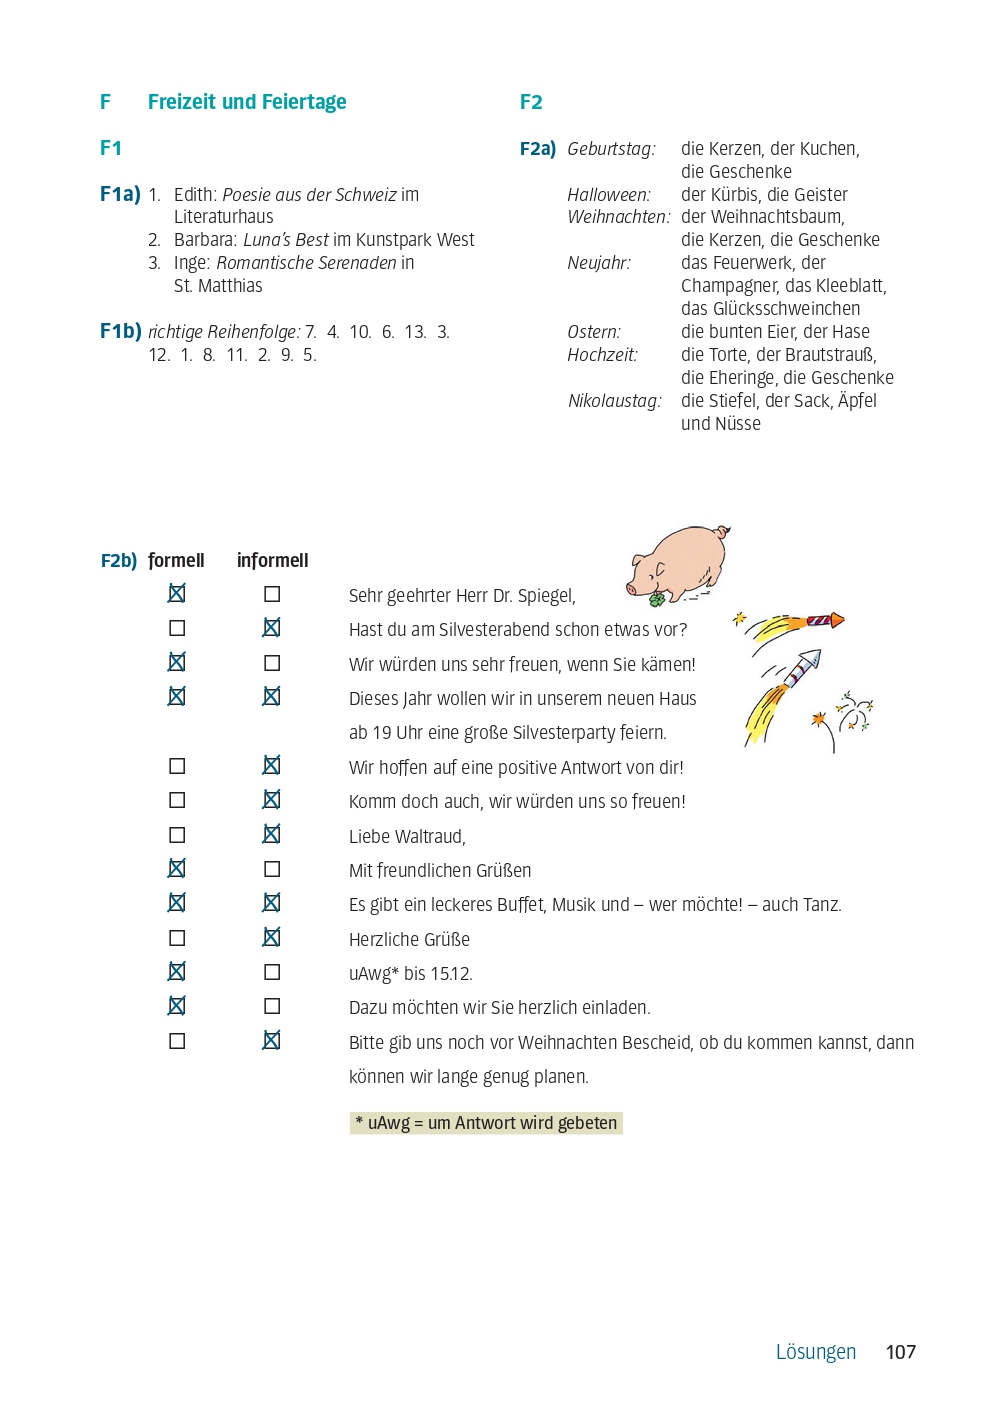 F Freizeit und Feiertage
F1
F1a) 1. Edith: Poesie aus der Schweiz im
Literaturhaus
2. Barbara: Luna’s Best im Kunstpark West
3. Inge: Romantische Serenaden in
St. Matthias
F1b) richtige Reihenfolge: 7. 4. 10. 6. 13. 3.
12. 1. 8. 11. 2. 9. 5.
F2
F2a) Geburtstag: die Kerzen, der Kuchen,
die Geschenke
Halloween: der Kürbis, die Geister
Weihnachten: der Weihnachtsbaum,
die Kerzen, die Geschenke
Neujahr: das Feuerwerk, der
Champagner, das Kleeblatt,
das Glücksschweinchen
Ostern: die bunten Eier, der Hase
Hochzeit: die Torte, der Brautstrauß,
die Eheringe, die Geschenke
Nikolaustag: die Stiefel, der Sack, Äpfel
und Nüsse
F2b) formell informell
Sehr geehrter Herr Dr. Spiegel,
Hast du am Silvesterabend schon etwas vor?
Wir würden uns sehr freuen, wenn Sie kämen!
Dieses Jahr wollen wir in unserem neuen Haus
ab 19 Uhr eine große Silvesterparty feiern.
Wir hoffen auf eine positive Antwort von dir!
Komm doch auch, wir würden uns so freuen!
Liebe Waltraud,
Mit freundlichen Grüßen
Es gibt ein leckeres Buffet, Musik und – wer möchte! – auch Tanz.
Herzliche Grüße
uAwg* bis 15.12.
Dazu möchten wir Sie herzlich einladen.
Bitte gib uns noch vor Weihnachten Bescheid, ob du kommen kannst, dann
können wir lange genug planen.
* uAwg = um Antwort wird gebeten
Lösungen 107